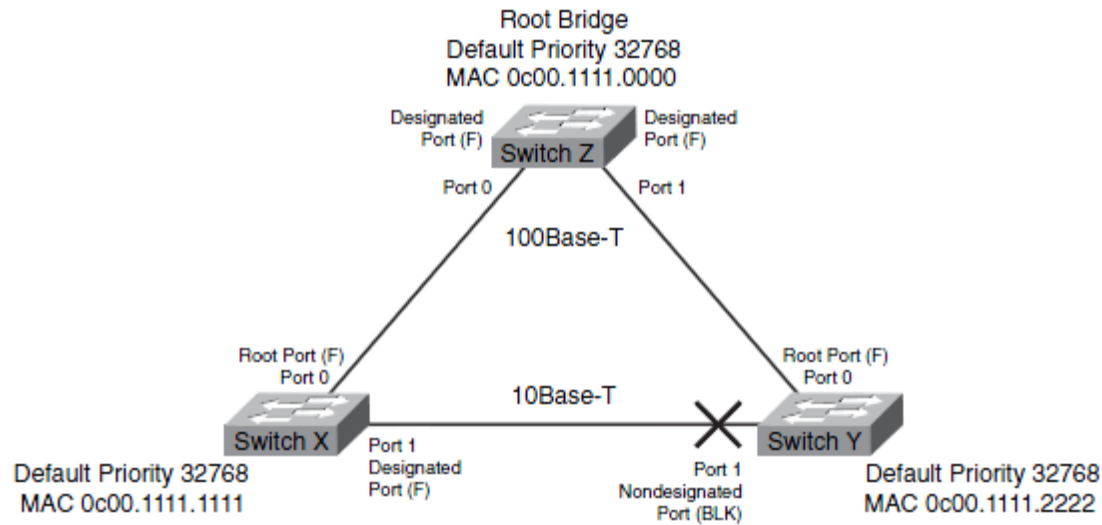 Root Bridge
Default Priority 32768
MAC 0c00.1111.0000
Designated
Port (F)
Designated
Port (F)
Switch Z
Port 0
Port 1
100Base-T
Root Port (F)
Port 0
Root Port (F)
Port 0
10Base-T
Switch X
Switch Y
Port 1
Designated
Port (F)
Port 1
Nondesignated
Port (BLK)
Default Priority 32768
MAC 0c00.1111.1111
Default Priority 32768
MAC 0c00.1111.2222